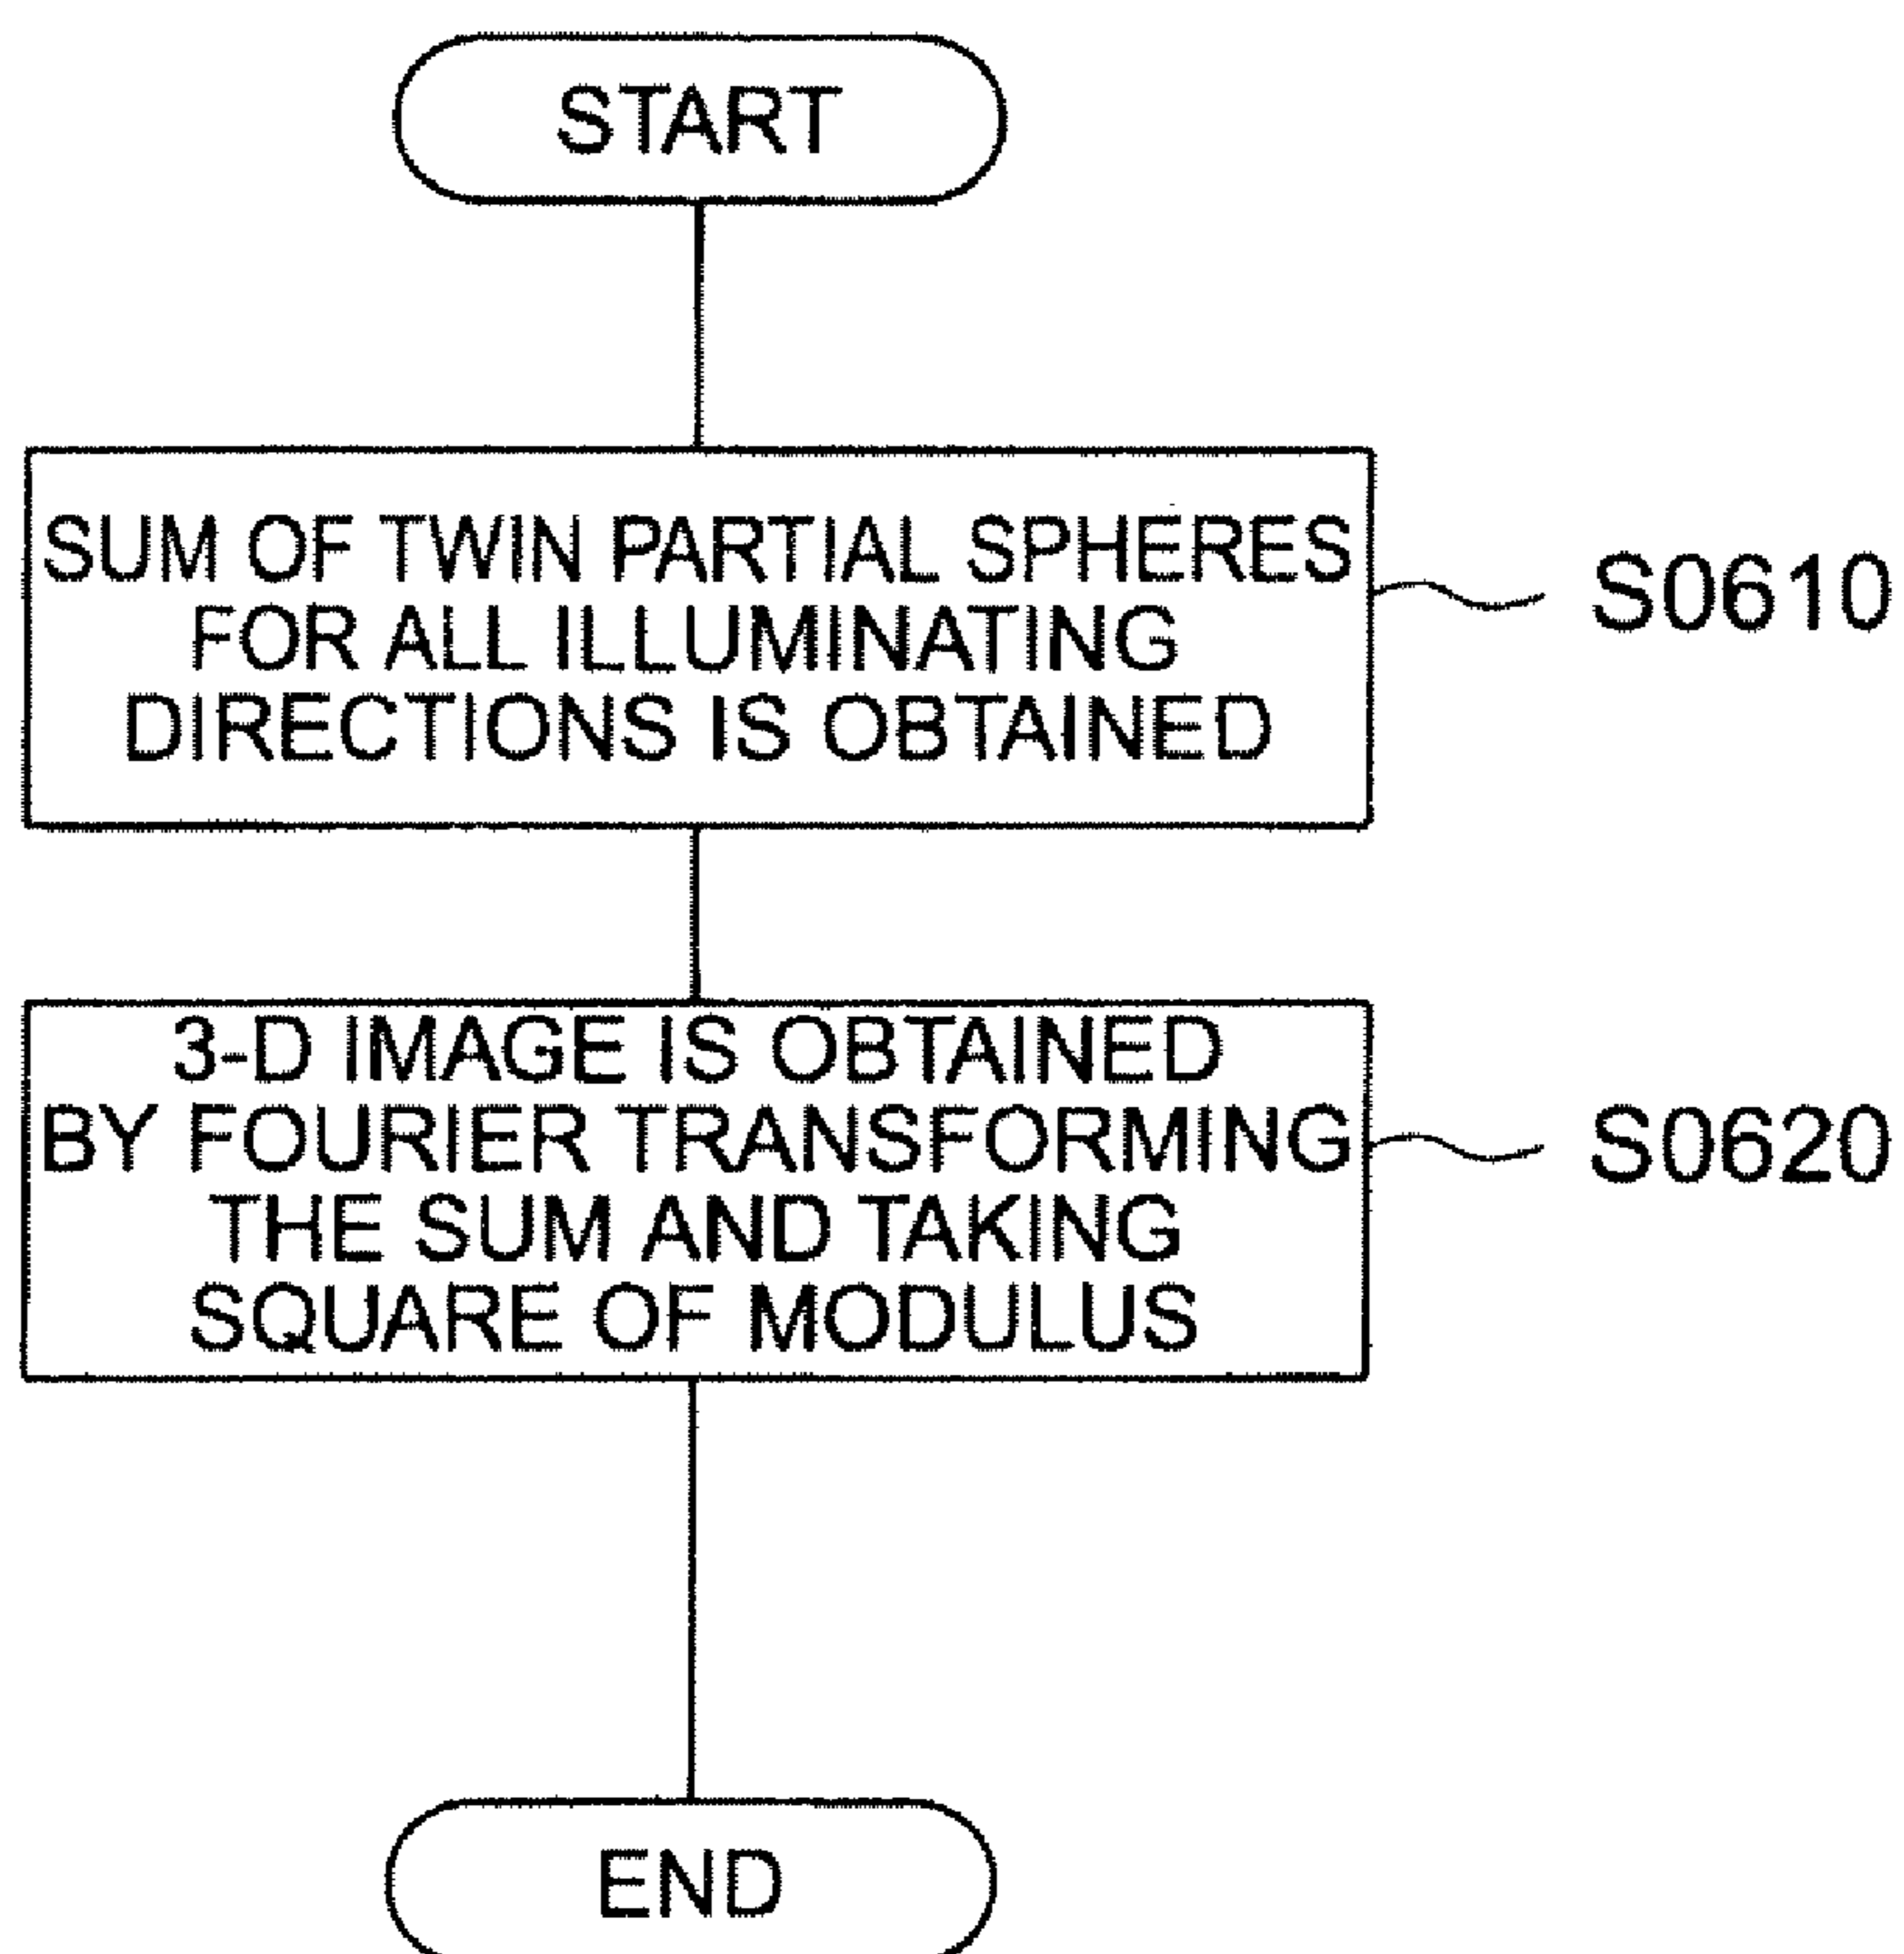 START
SUM OF TWIN PARTIAL SPHERES
FOR ALL ILLUMINATING
DIRECTIONS IS OBTAINED
S0610
3-D IMAGE IS OBTAINED
BY FOURIER TRANSFORMING
THE SUM AND TAKING
SQUARE OF MODULUS
S0620
END